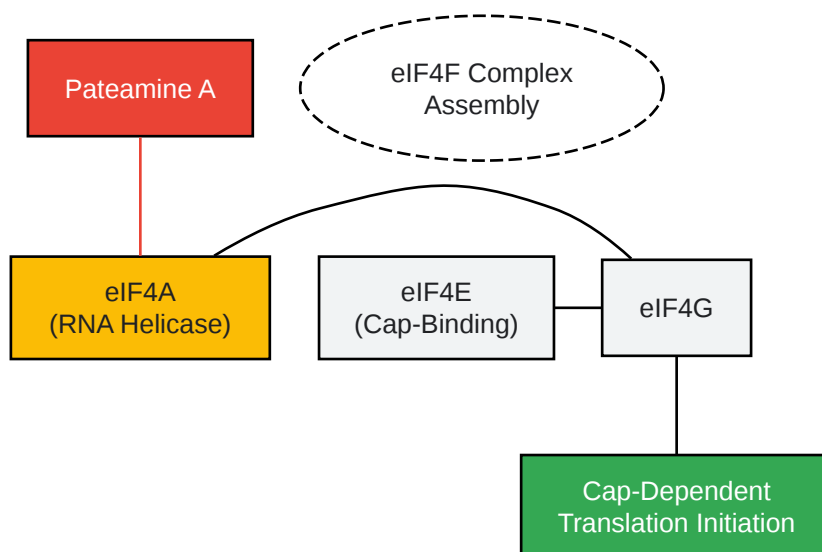 Pateamine A
eIF4F Complex
Assembly
eIF4A
(RNA Helicase)
eIF4E
(Cap-Binding)
eIF4G
Cap-Dependent
Translation Initiation